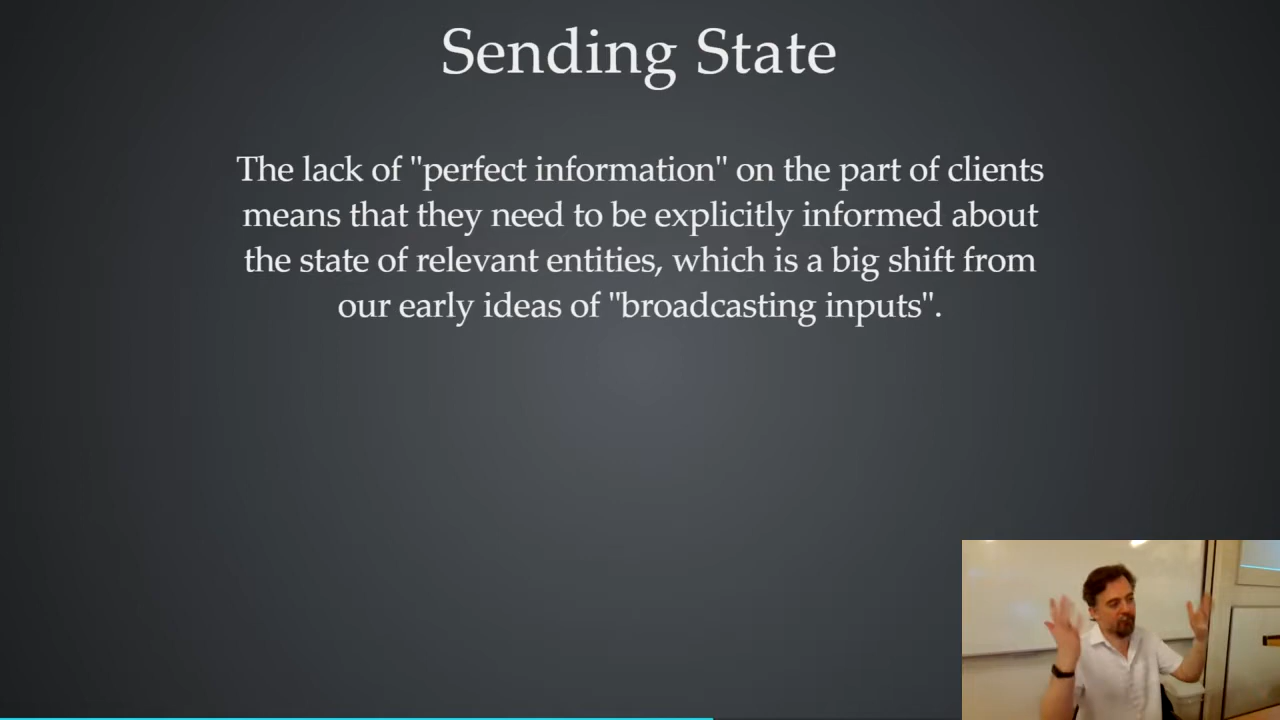 Sending State
The lack of "perfect information" on the part of clients
means that they need to be explicitly informed about
the state of relevant entities, which is a big shift from
our early ideas of "broadcasting inputs".